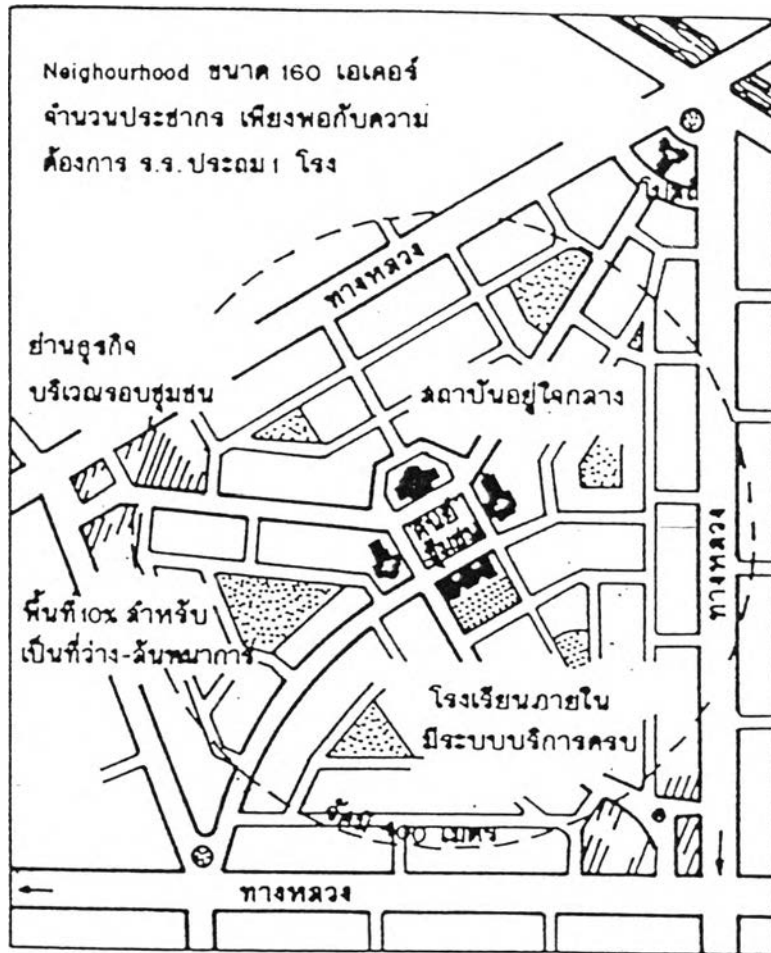 Neighourhood ขนาด 160 เอเคอร์
จำนวนประชากร เพียงพอกับความ
ต้องการ ร.ร.ประถม 1 โรง
ทางหลวง
ย่านธุรกิจ
บริเวณรอบชุมชน
สถาบันอยู่ใจกลาง
ศูนย์
ทางหลวง
พื้นที่ 10% สำหรับ
เป็นที่ว่าง-สันทนาการ
โรงเรียนภายใน
มีระบบบริการครบ
รัศมี 400 เมตร
ทางหลวง